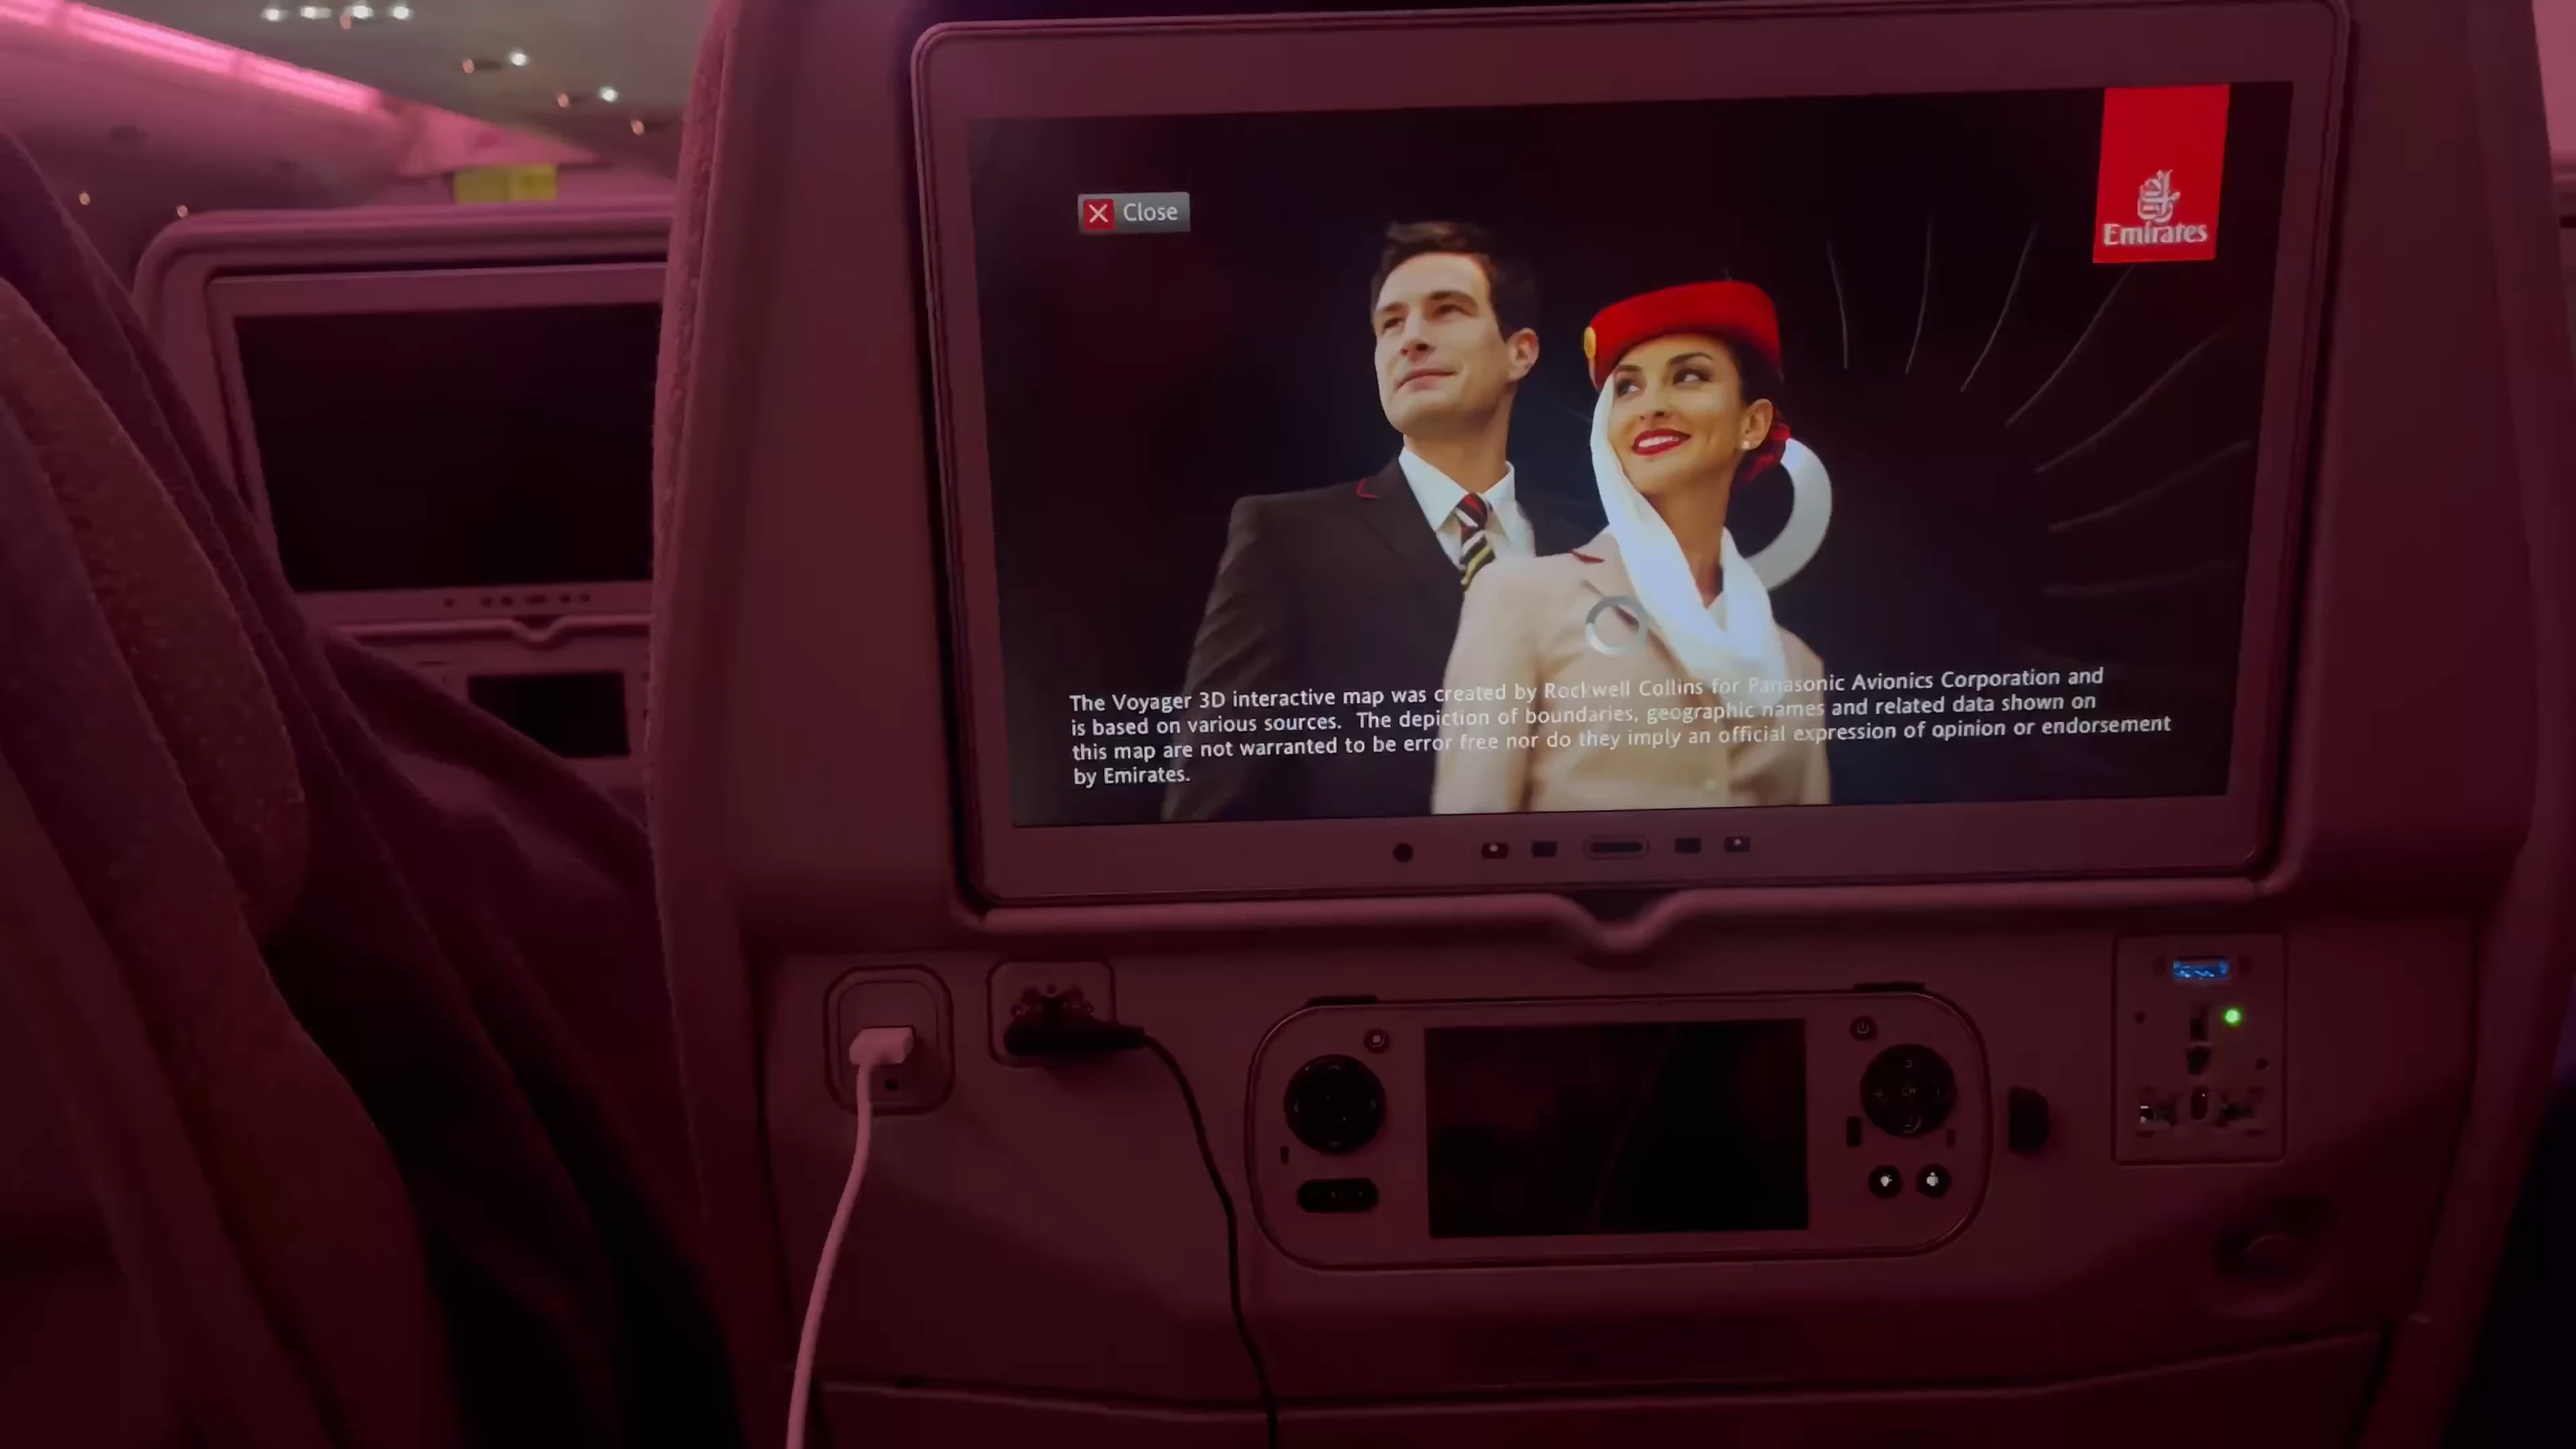 Close
Emirates
The Voyager 3D interactive map was created by Rockwell Collins for Panasonic Avionics Corporation and
is based on various sources. The depiction of boundaries, geographic names and related data shown on
this map are not warranted to be error free nor do they imply an official expression of opinion or endorsement
by Emirates.
CH